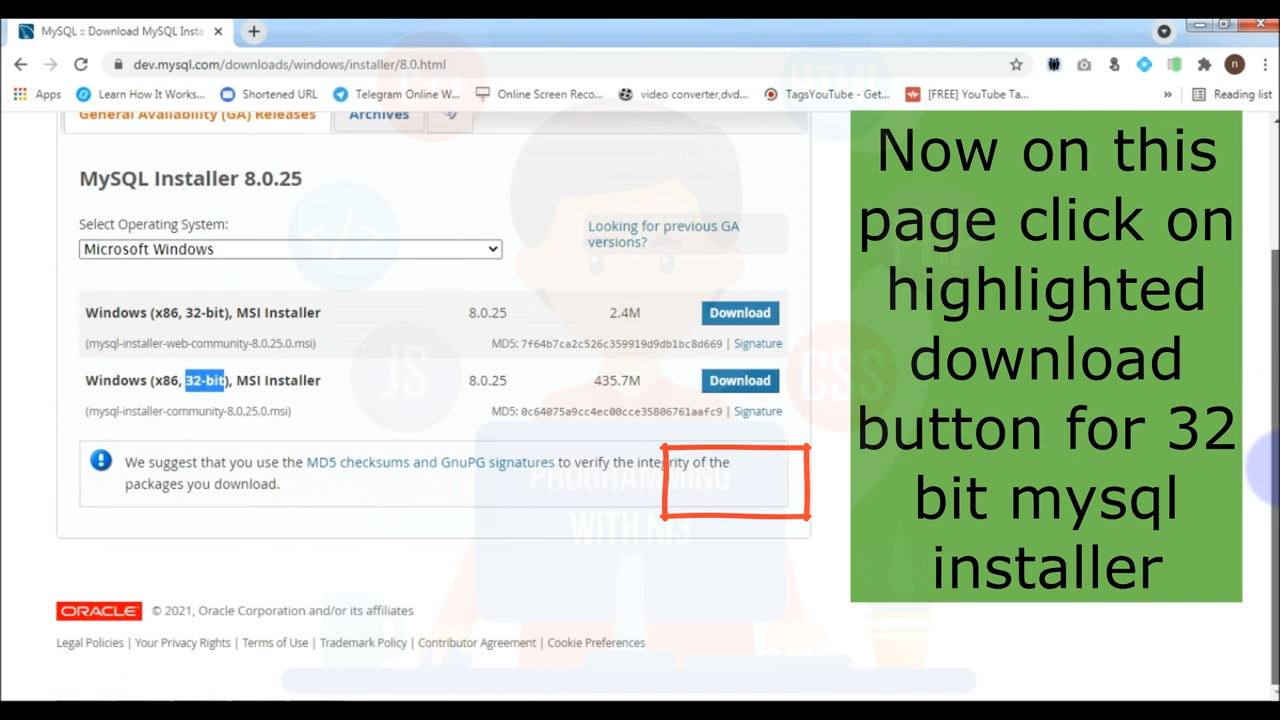 MySQL :: Download MySQL Insta
dev.mysql.com/downloads/windows/installer/8.0.html
n
Apps
Learn How It Works...
Shortened URL
Telegram Online W...
Online Screen Reco...
video converter,dvd...
TagsYouTube - Get...
[FREE] YouTube Ta...
»
Reading list
General Availability (GA) Releases
Archives
MySQL Installer 8.0.25
Select Operating System:
Microsoft Windows
Looking for previous GA
versions?
Windows (x86, 32-bit), MSI Installer 8.0.25 2.4M Download
(mysql-installer-web-community-8.0.25.0.msi) MD5: 7f64b7ca2c526c359919d9db1bc8d669 | Signature
Windows (x86, 32-bit), MSI Installer 8.0.25 435.7M Download
(mysql-installer-community-8.0.25.0.msi) MD5: 0c64075a9cc4ec00cce35806761aafc9 | Signature
We suggest that you use the MD5 checksums and GnuPG signatures to verify the integrity of the
packages you download.
ORACLE © 2021, Oracle Corporation and/or its affiliates
Legal Policies | Your Privacy Rights | Terms of Use | Trademark Policy | Contributor Agreement | Cookie Preferences
Now on this
page click on
highlighted
download
button for 32
bit mysql
installer
HTML
</>
JS
CSS
PROGRAMMING
WITH NI3